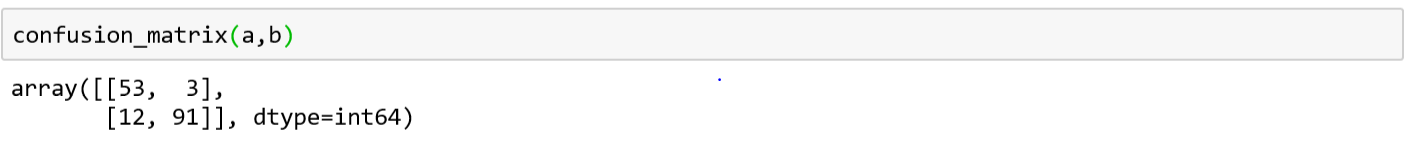 confusion_matrix(a,b)
array([[53,  3],
       [12, 91]], dtype=int64)